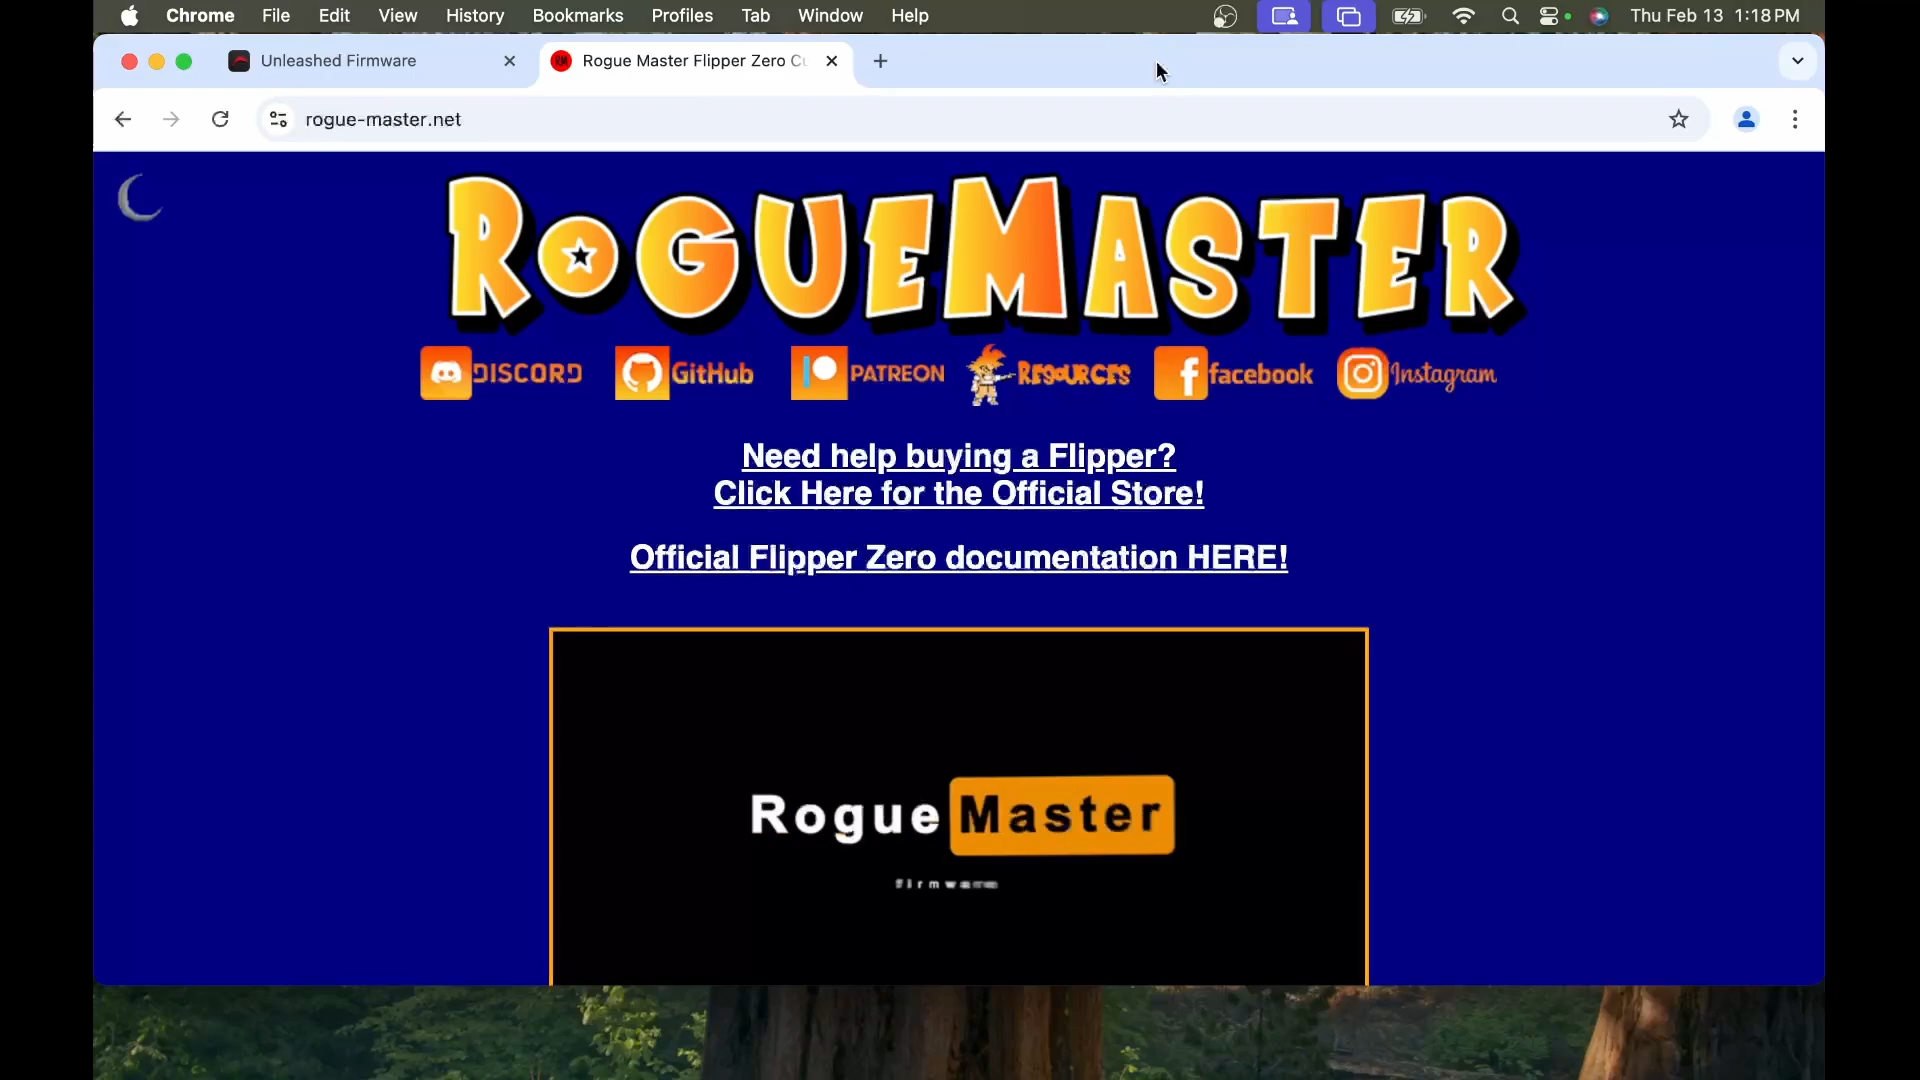 Chrome File Edit View History Bookmarks Profiles Tab Window Help Thu Feb 13 1:18 PM
Unleashed Firmware
Rogue Master Flipper Zero Cu
rogue-master.net
ROGUEMASTER
DISCORD GitHub PATREON RESOURCES facebook Instagram
Need help buying a Flipper?
Click Here for the Official Store!
Official Flipper Zero documentation HERE!
Rogue Master
firmware